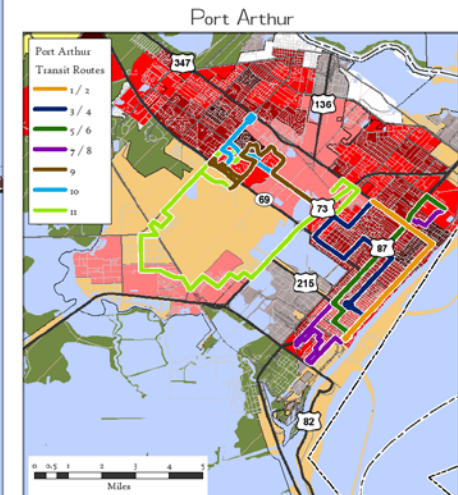 Port Arthur
Port Arthur
Transit Routes
1 / 2
3 / 4
5 / 6
7 / 8
9
10
11
347
136
69
73
87
215
82
0 0.5 1 2 3 4 5
Miles